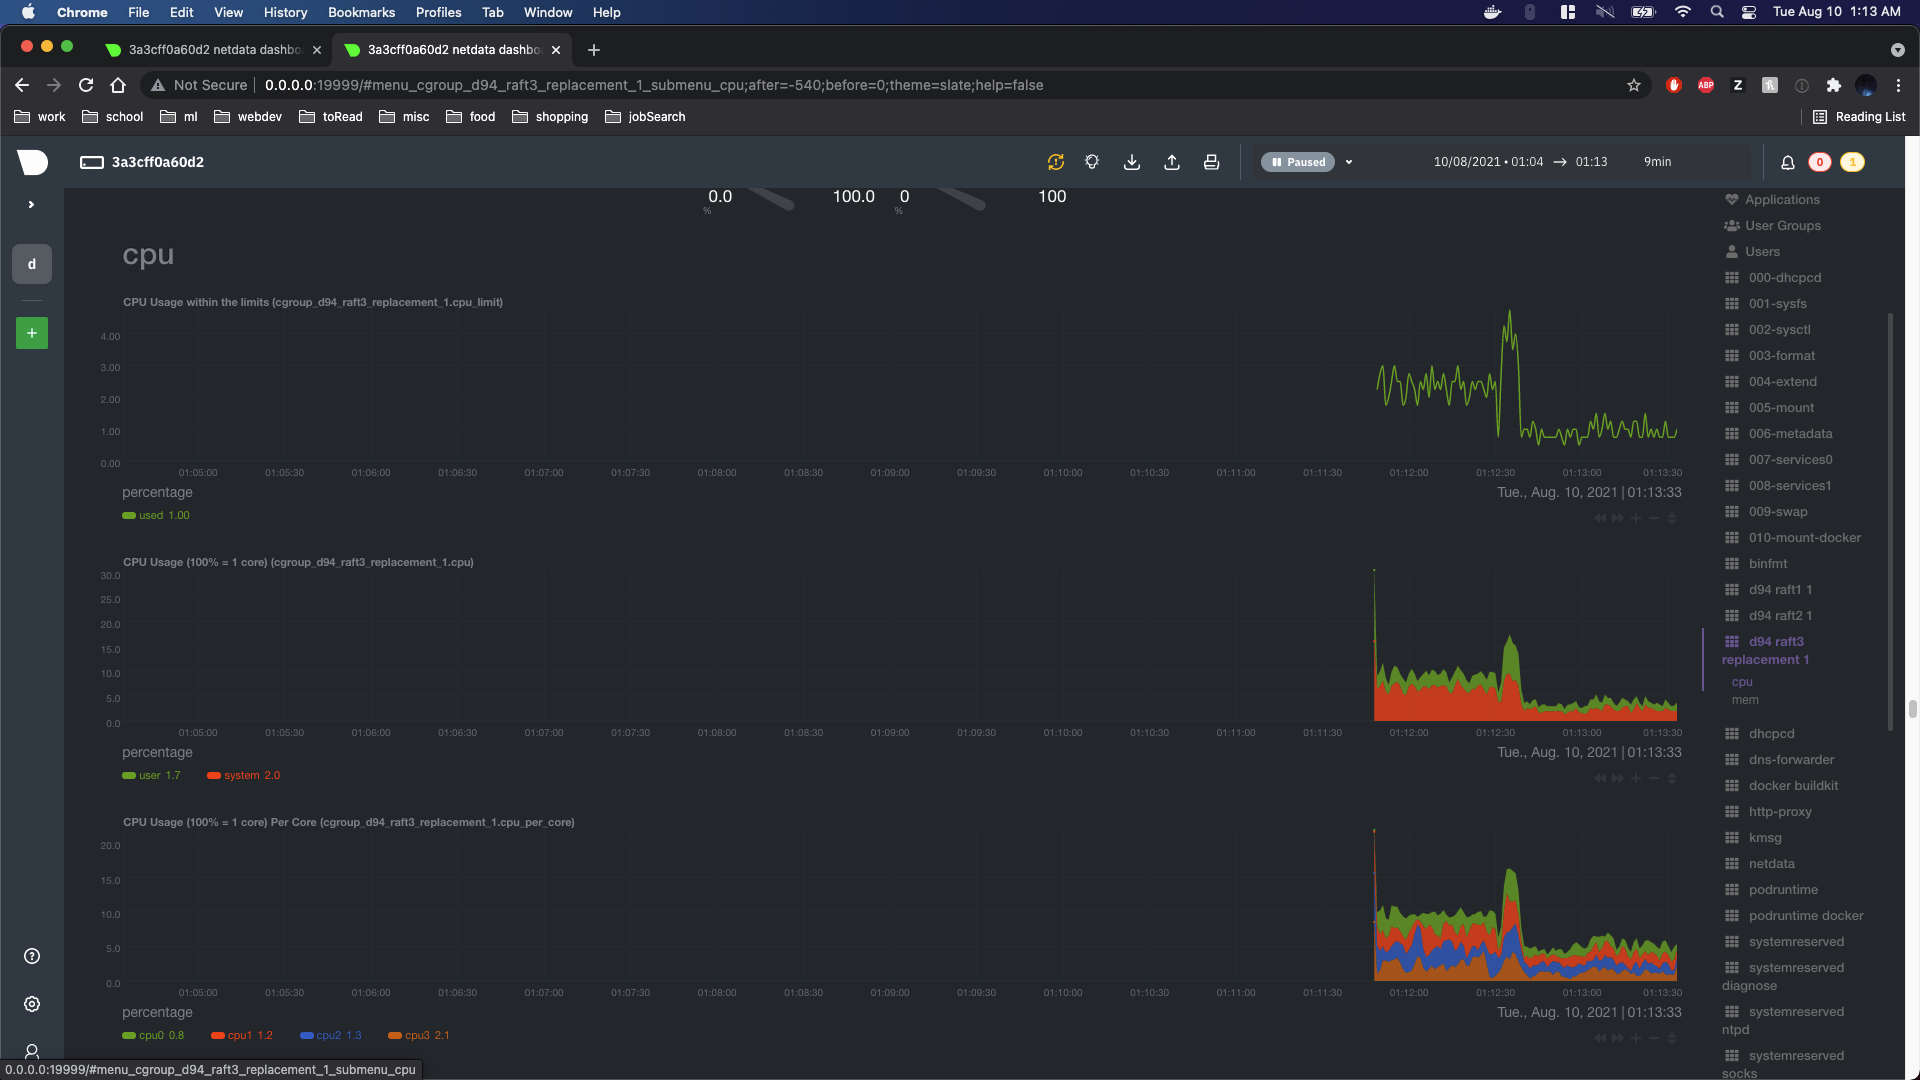 Chrome File Edit View History Bookmarks Profiles Tab Window Help Tue Aug 10 1:13 AM
3a3cff0a60d2 netdata dashbo 3a3cff0a60d2 netdata dashbo
Not Secure 0.0.0.0:19999/#menu_cgroup_d94_raft3_replacement_1_submenu_cpu;after=-540;before=0;theme=slate;help=false
ABP Z
work school ml webdev toRead misc food shopping jobSearch Reading List
3a3cff0a60d2 Paused 10/08/2021 • 01:04 → 01:13 9min 0 1
d
+
0.0 100.0 0 100
% %
cpu
CPU Usage within the limits (cgroup_d94_raft3_replacement_1.cpu_limit)
4.00
3.00
2.00
1.00
0.00
01:05:00 01:05:30 01:06:00 01:06:30 01:07:00 01:07:30 01:08:00 01:08:30 01:09:00 01:09:30 01:10:00 01:10:30 01:11:00 01:11:30 01:12:00 01:12:30 01:13:00 01:13:30
percentage Tue., Aug. 10, 2021 | 01:13:33
used 1.00
CPU Usage (100% = 1 core) (cgroup_d94_raft3_replacement_1.cpu)
30.0
25.0
20.0
15.0
10.0
5.0
0.0
01:05:00 01:05:30 01:06:00 01:06:30 01:07:00 01:07:30 01:08:00 01:08:30 01:09:00 01:09:30 01:10:00 01:10:30 01:11:00 01:11:30 01:12:00 01:12:30 01:13:00 01:13:30
percentage Tue., Aug. 10, 2021 | 01:13:33
user 1.7 system 2.0
CPU Usage (100% = 1 core) Per Core (cgroup_d94_raft3_replacement_1.cpu_per_core)
20.0
15.0
10.0
5.0
0.0
01:05:00 01:05:30 01:06:00 01:06:30 01:07:00 01:07:30 01:08:00 01:08:30 01:09:00 01:09:30 01:10:00 01:10:30 01:11:00 01:11:30 01:12:00 01:12:30 01:13:00 01:13:30
percentage Tue., Aug. 10, 2021 | 01:13:33
cpu0 0.8 cpu1 1.2 cpu2 1.3 cpu3 2.1
Applications
User Groups
Users
000-dhcpcd
001-sysfs
002-sysctl
003-format
004-extend
005-mount
006-metadata
007-services0
008-services1
009-swap
010-mount-docker
binfmt
d94 raft1 1
d94 raft2 1
d94 raft3
replacement 1
cpu
mem
dhcpcd
dns-forwarder
docker buildkit
http-proxy
kmsg
netdata
podruntime
podruntime docker
systemreserved
systemreserved
diagnose
systemreserved
ntpd
systemreserved
socks
0.0.0.0:19999/#menu_cgroup_d94_raft3_replacement_1_submenu_cpu